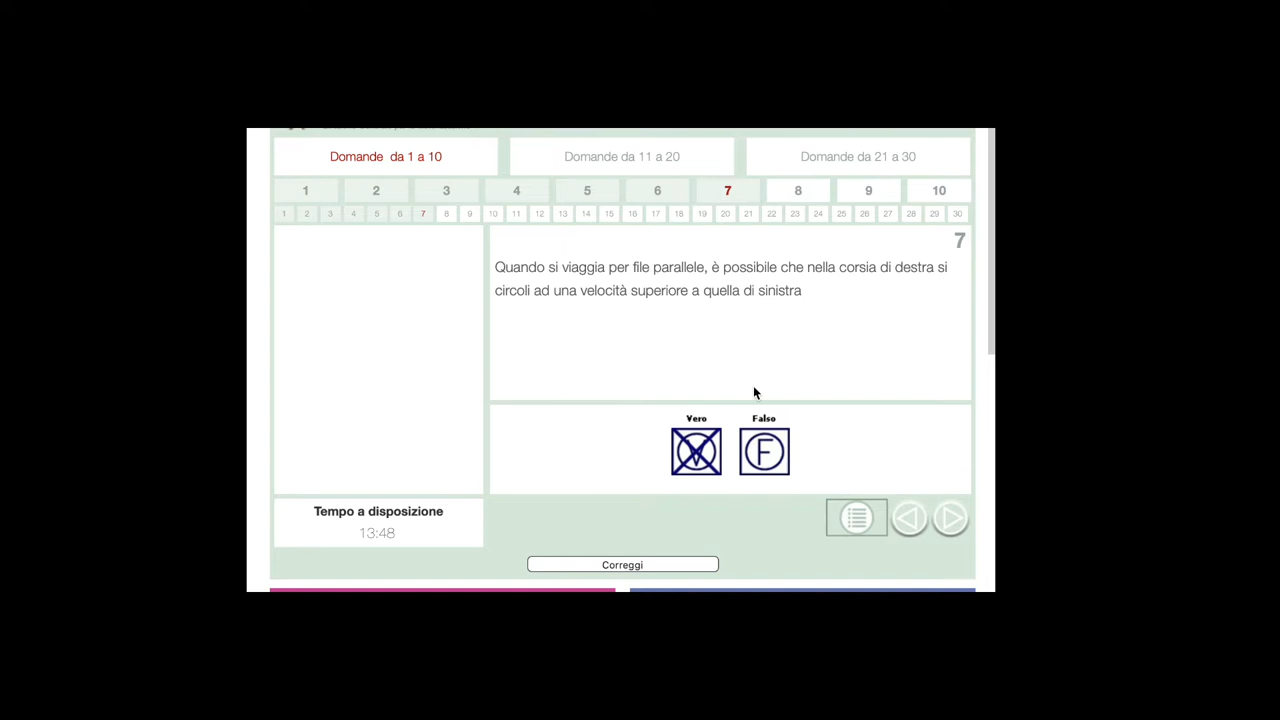 Domande da 1 a 10
Domande da 11 a 20
Domande da 21 a 30
1 2 3 4 5 6 7 8 9 10
1 2 3 4 5 6 7 8 9 10 11 12 13 14 15 16 17 18 19 20 21 22 23 24 25 26 27 28 29 30
7
Quando si viaggia per file parallele, è possibile che nella corsia di destra si
circoli ad una velocità superiore a quella di sinistra
Vero Falso
V F
Tempo a disposizione
13:48
Correggi